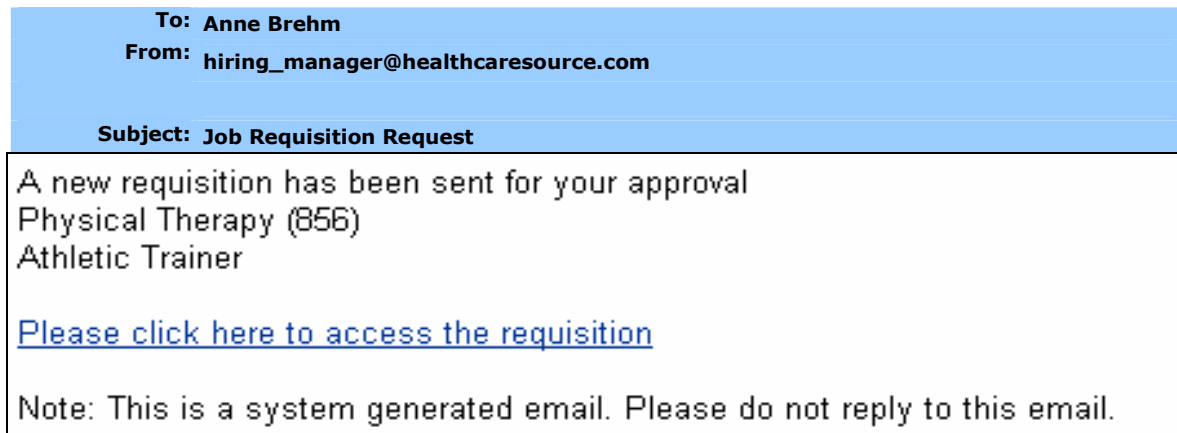 To: Anne Brehm
From: hiring_manager@healthcaresource.com
Subject: Job Requisition Request
A new requisition has been sent for your approval
Physical Therapy (856)
Athletic Trainer
Please click here to access the requisition
Note: This is a system generated email. Please do not reply to this email.